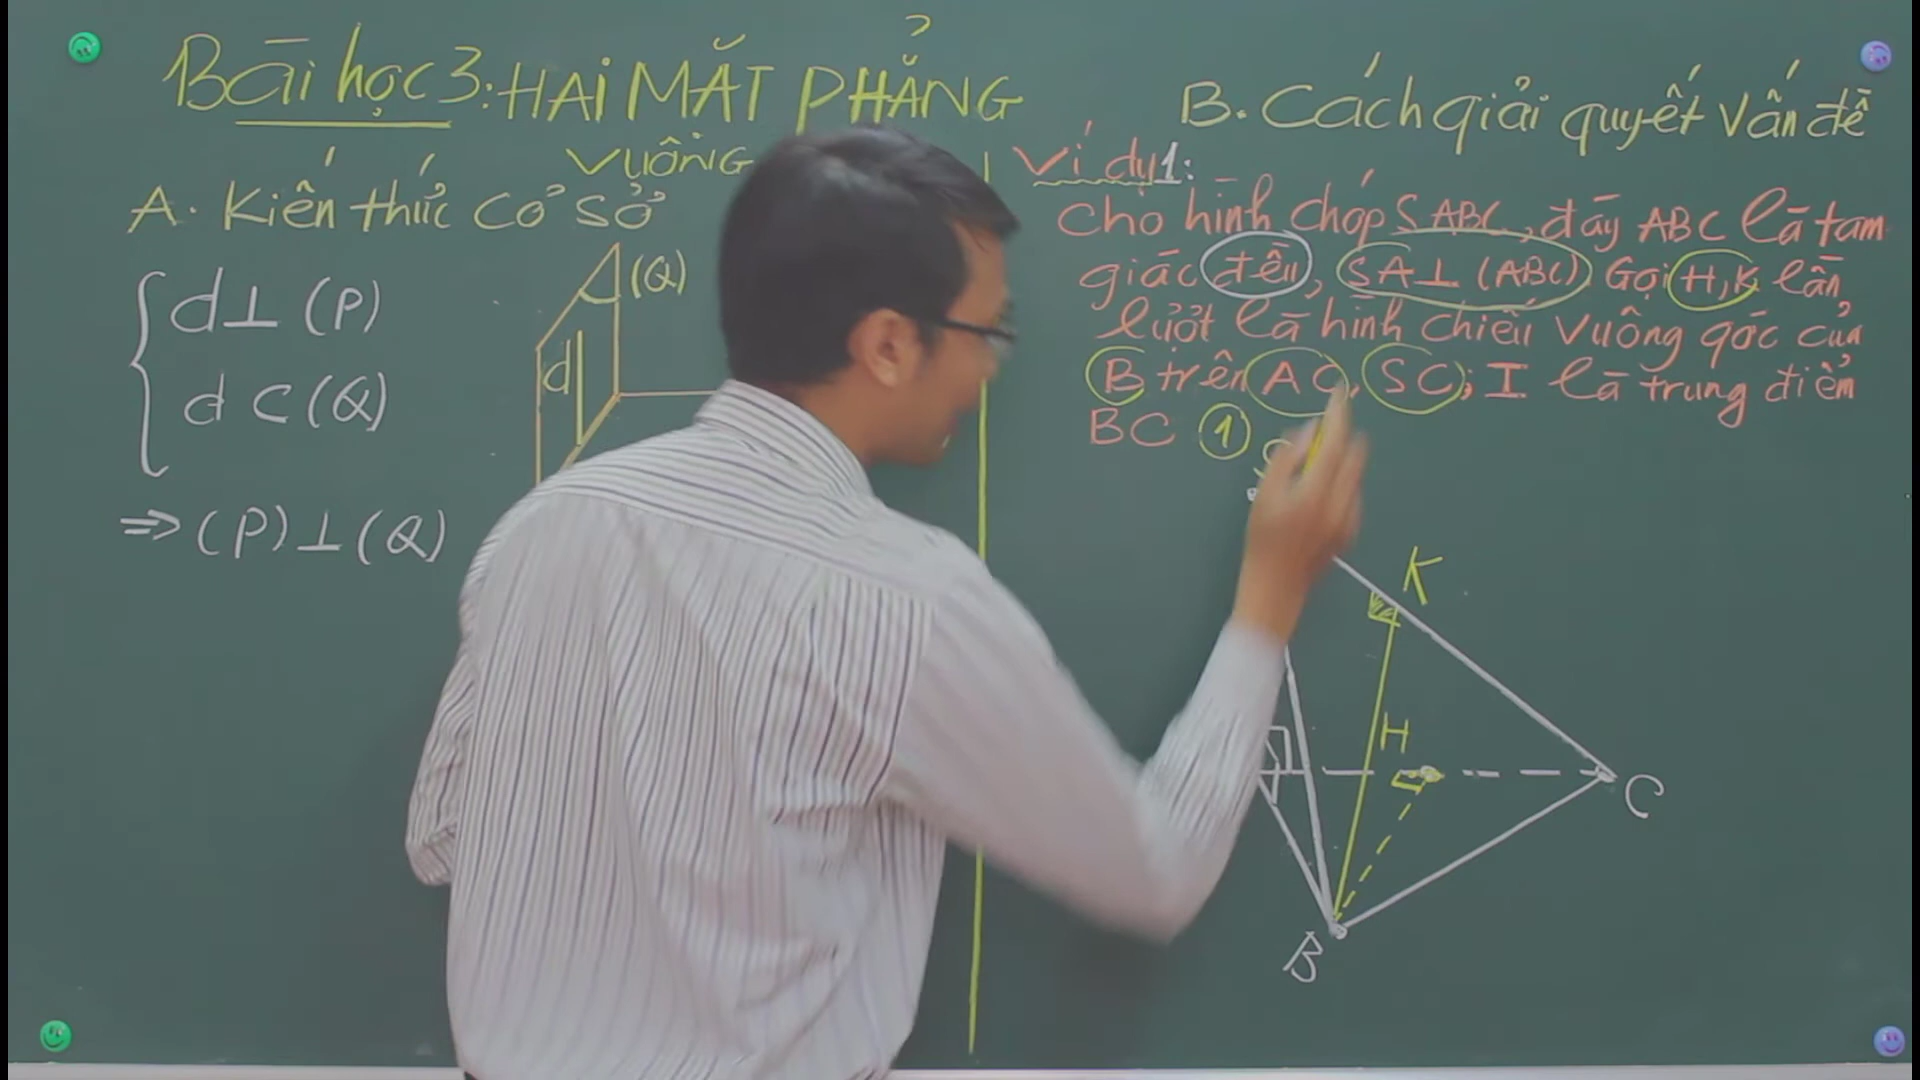 Bài học 3: HAI MẶT PHẲNG
VUÔNG
A. Kiến thức cơ sở
d ⊥ (P)
d ⊂ (Q)
⇒ (P) ⊥ (Q)
(Q)
d
B. Cách giải quyết vấn đề
Ví dụ 1:
Cho hình chóp SABC, đáy ABC là tam
giác đều, SA ⊥ (ABC) Gọi H, K lần
lượt là hình chiếu vuông góc của
B trên AC, SC; I là trung điểm
BC ①
K
H
C
B